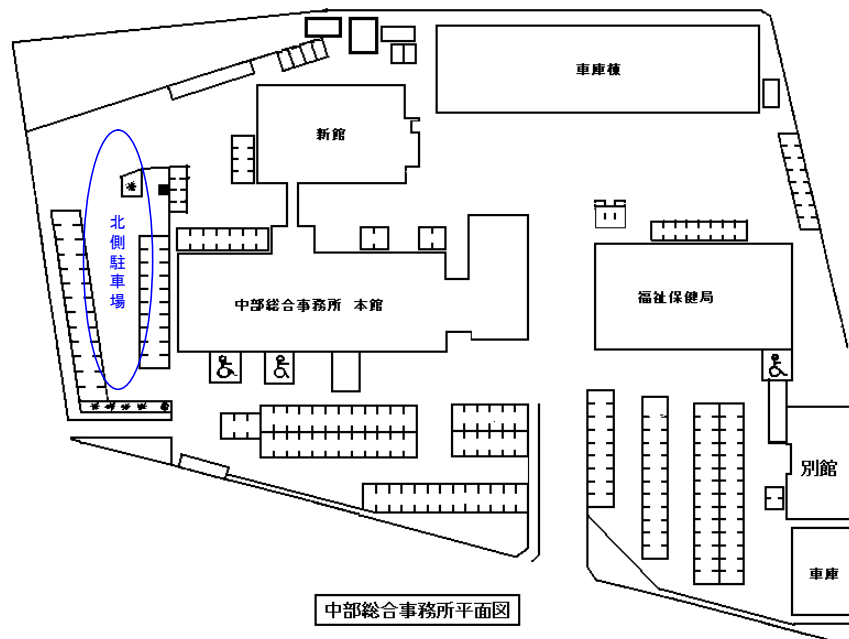 車庫棟
新館
北側駐車場
中部総合事務所 本館
福祉保健局
別館
車庫
中部総合事務所平面図